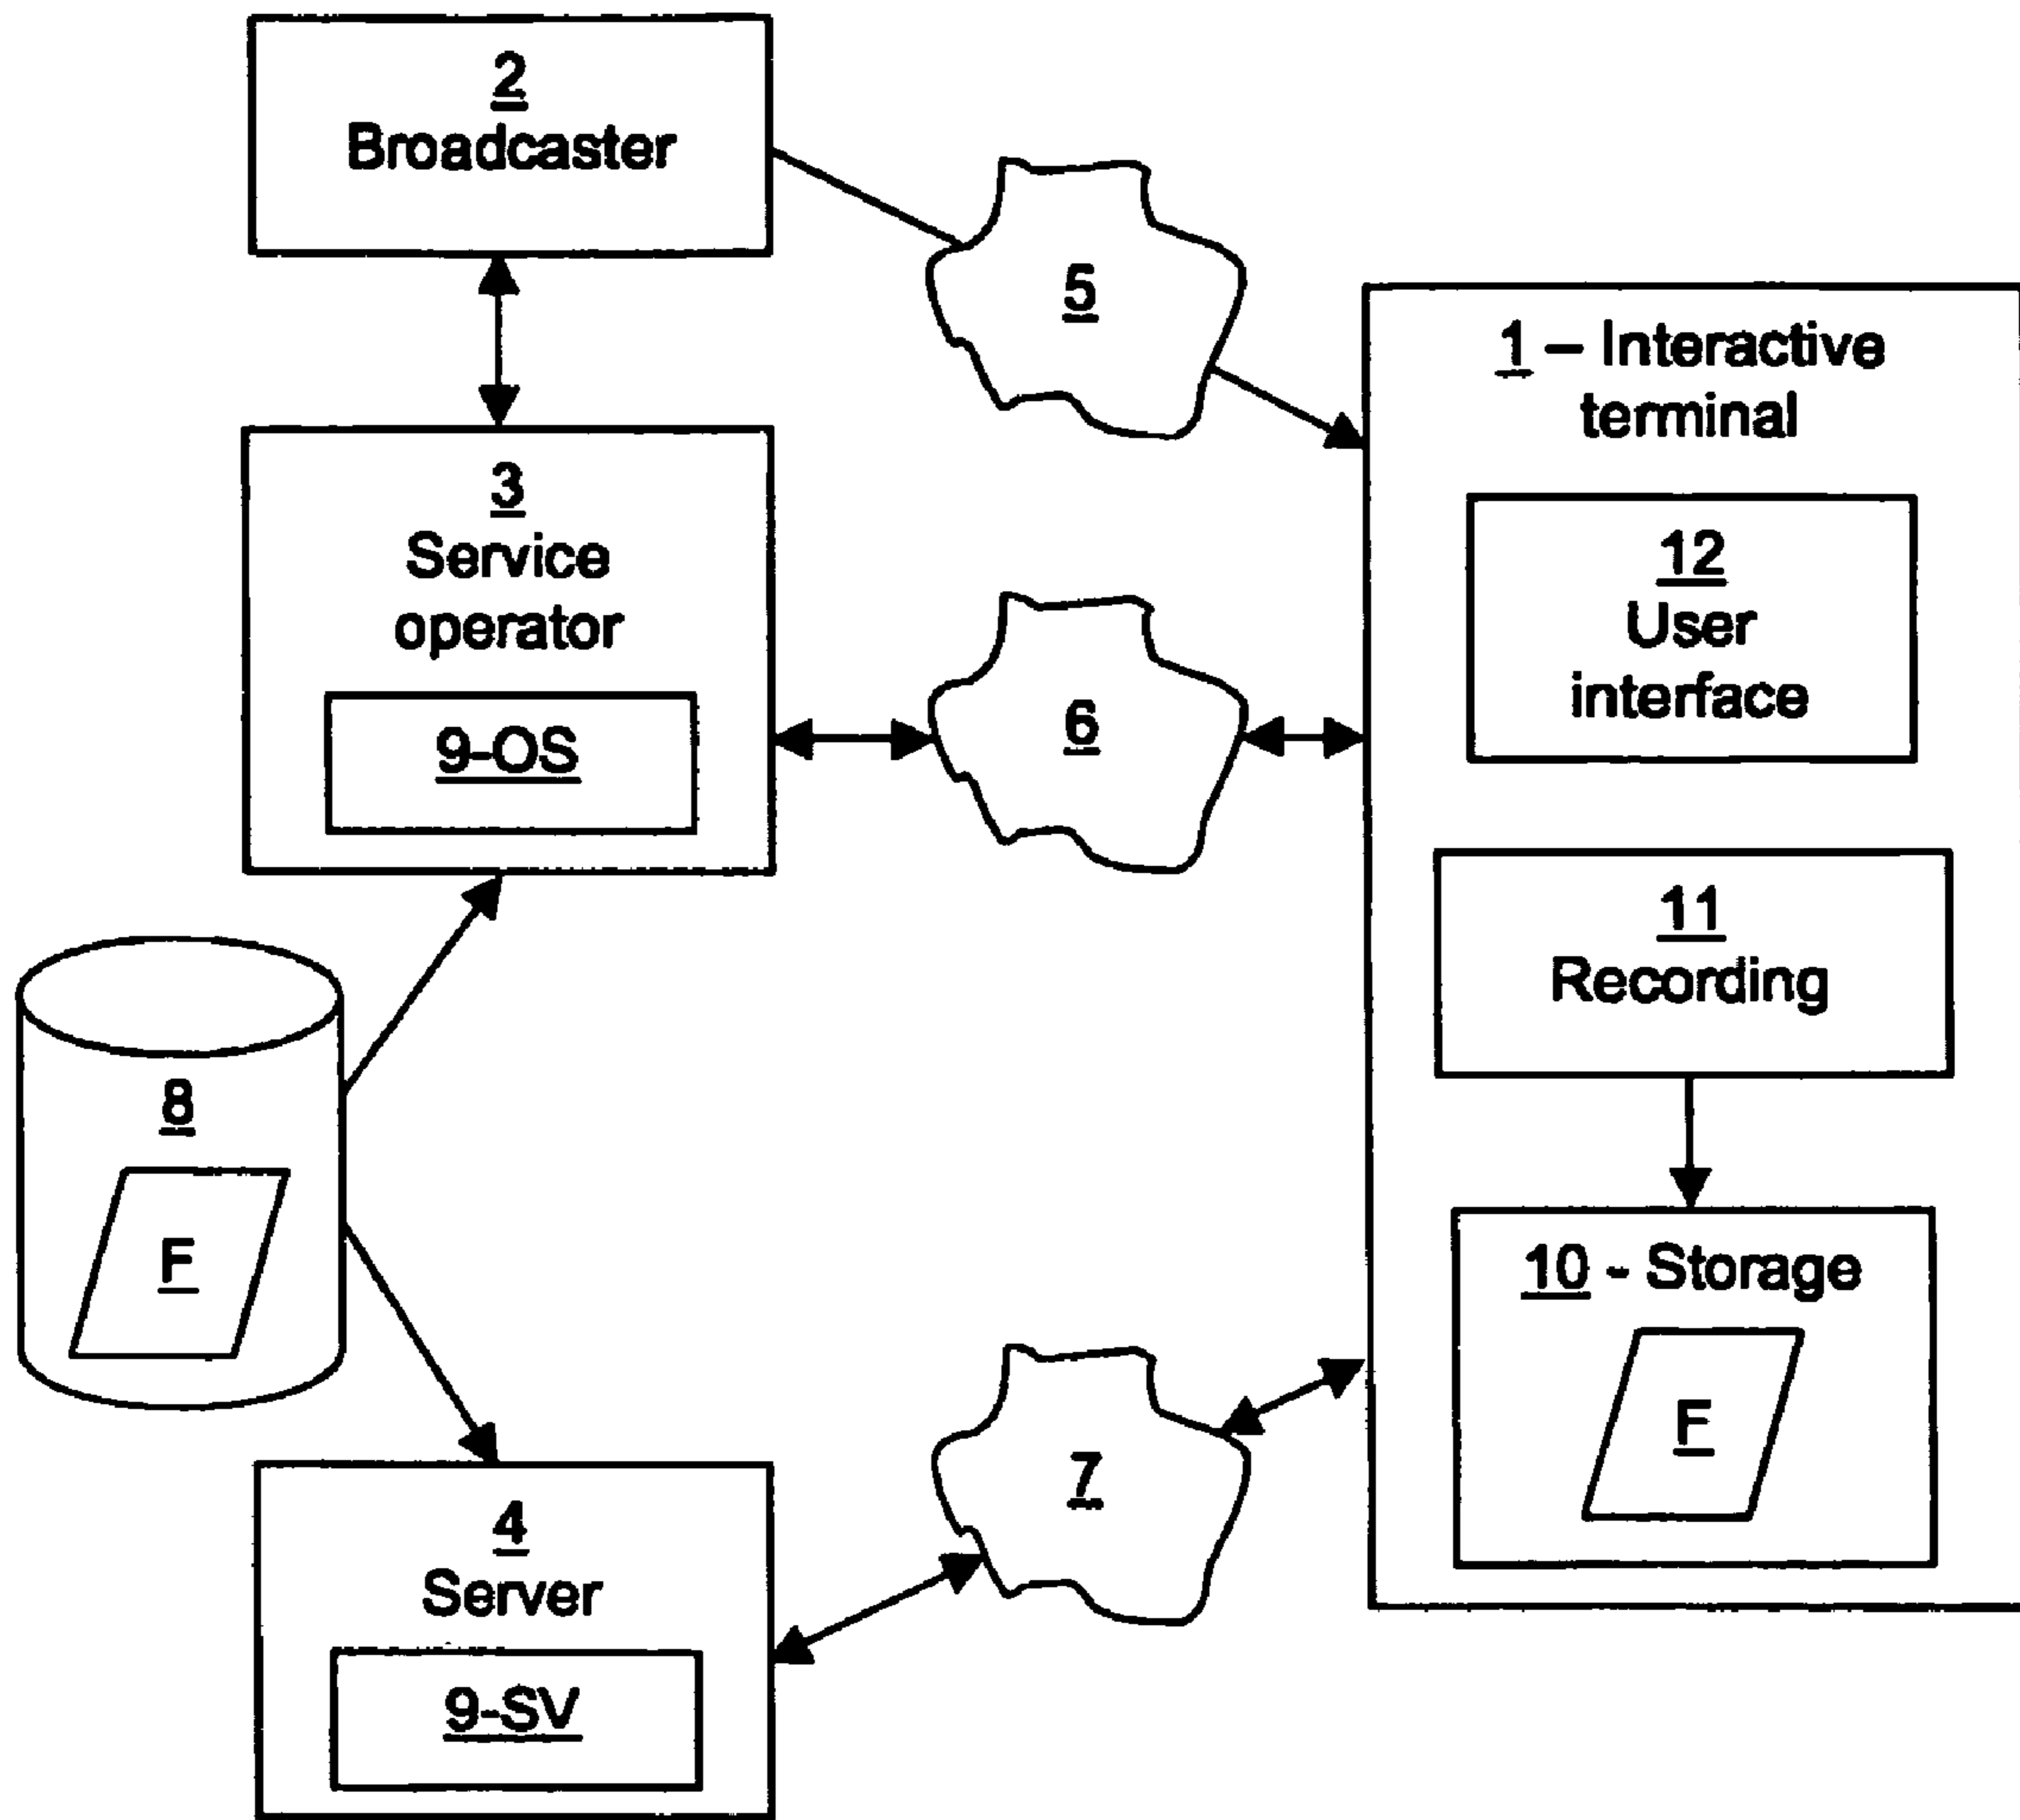 2
Broadcaster
5
1 – Interactive
terminal
3
Service
operator
9-OS
6
12
User
interface
11
Recording
8
F
10 - Storage
F
7
4
Server
9-SV